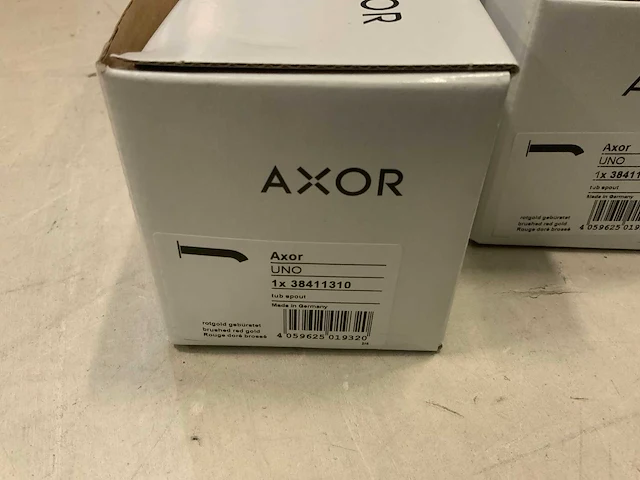 OR
AXOR
Axor
UNO
1x 38411310
tub spout
Made in Germany
rotgold gebürstet
brushed red gold
Rouge doré brossé
4 059625 019320
A
Axor
UNO
1x 38411
tub spout
Made in Germany
rotgold gebürstet
brushed red gold
Rouge doré brossé
4 059625 019